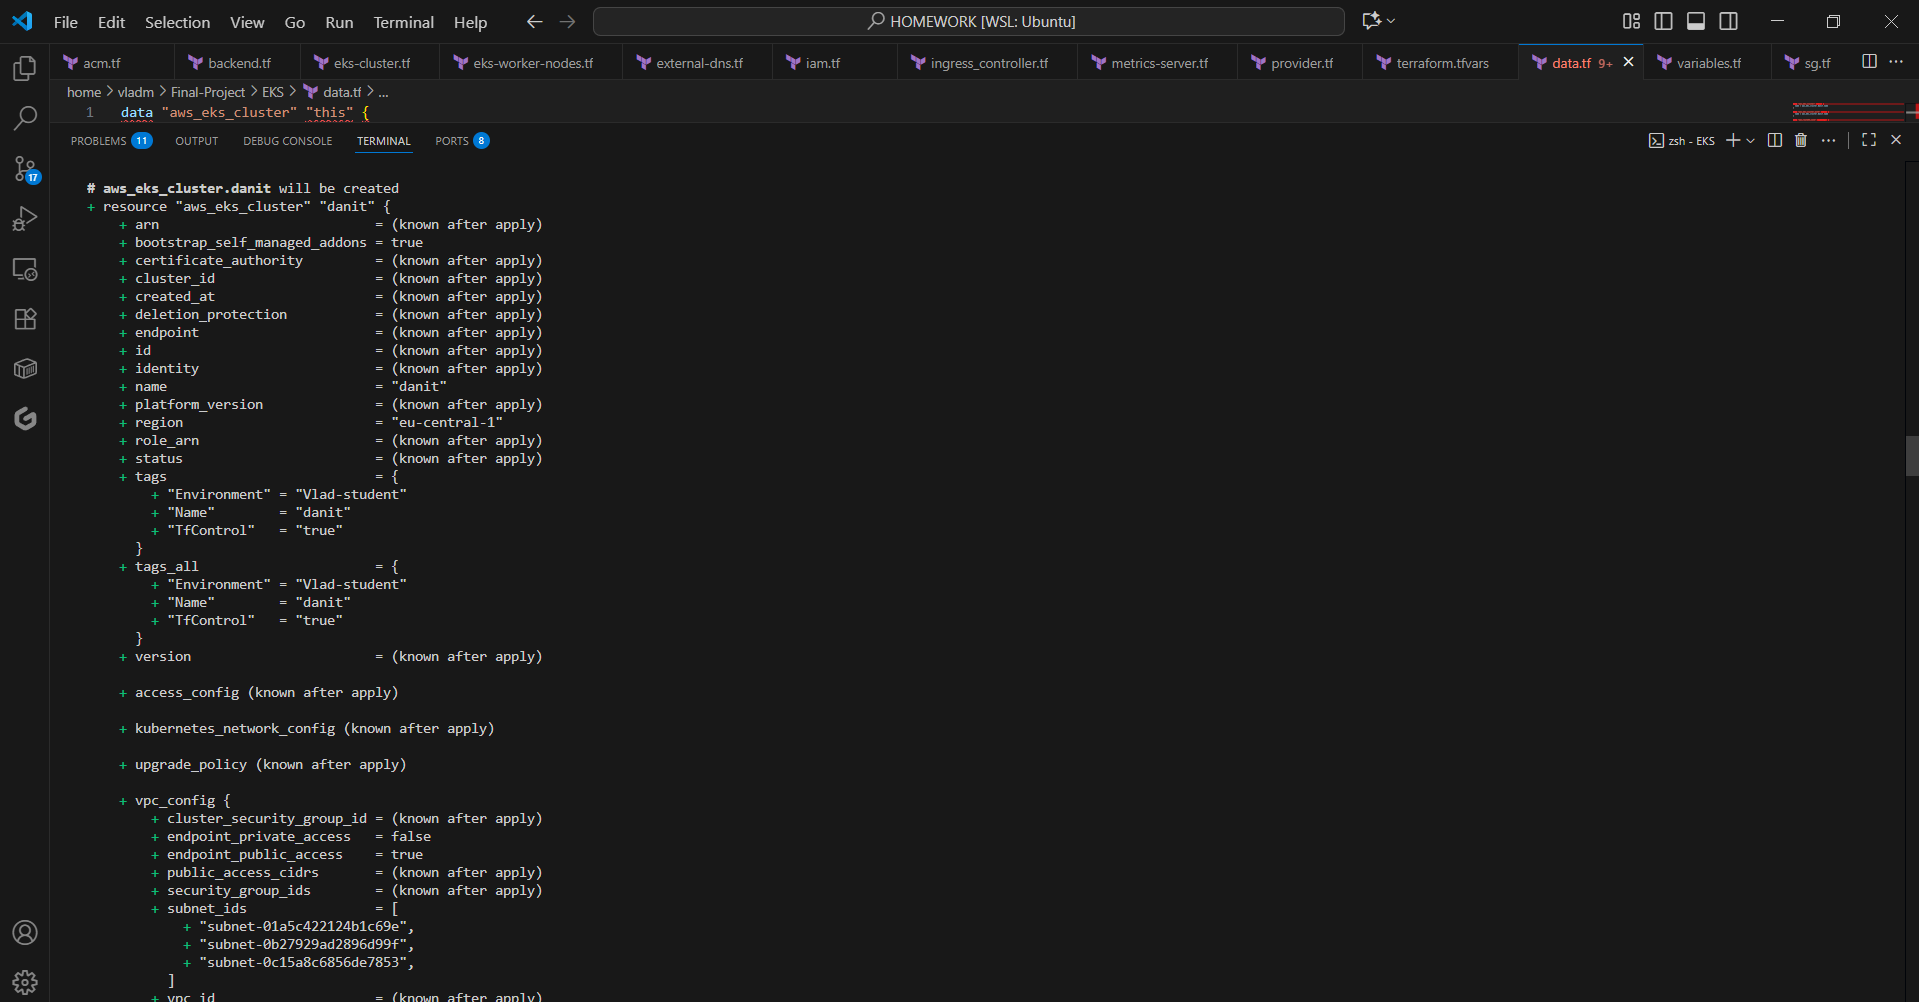 File Edit Selection View Go Run Terminal Help
HOMEWORK [WSL: Ubuntu]
acm.tf backend.tf eks-cluster.tf eks-worker-nodes.tf external-dns.tf iam.tf ingress_controller.tf metrics-server.tf provider.tf terraform.tfvars data.tf 9+ variables.tf sg.tf
home > vladm > Final-Project > EKS > data.tf > ...
1 data "aws_eks_cluster" "this" {
PROBLEMS 11 OUTPUT DEBUG CONSOLE TERMINAL PORTS 8
zsh - EKS
17
# aws_eks_cluster.danit will be created
+ resource "aws_eks_cluster" "danit" {
+ arn = (known after apply)
+ bootstrap_self_managed_addons = true
+ certificate_authority = (known after apply)
+ cluster_id = (known after apply)
+ created_at = (known after apply)
+ deletion_protection = (known after apply)
+ endpoint = (known after apply)
+ id = (known after apply)
+ identity = (known after apply)
+ name = "danit"
+ platform_version = (known after apply)
+ region = "eu-central-1"
+ role_arn = (known after apply)
+ status = (known after apply)
+ tags = {
+ "Environment" = "Vlad-student"
+ "Name" = "danit"
+ "TfControl" = "true"
}
+ tags_all = {
+ "Environment" = "Vlad-student"
+ "Name" = "danit"
+ "TfControl" = "true"
}
+ version = (known after apply)
+ access_config (known after apply)
+ kubernetes_network_config (known after apply)
+ upgrade_policy (known after apply)
+ vpc_config {
+ cluster_security_group_id = (known after apply)
+ endpoint_private_access = false
+ endpoint_public_access = true
+ public_access_cidrs = (known after apply)
+ security_group_ids = (known after apply)
+ subnet_ids = [
+ "subnet-01a5c422124b1c69e",
+ "subnet-0b27929ad2896d99f",
+ "subnet-0c15a8c6856de7853",
]
+ vpc_id = (known after apply)